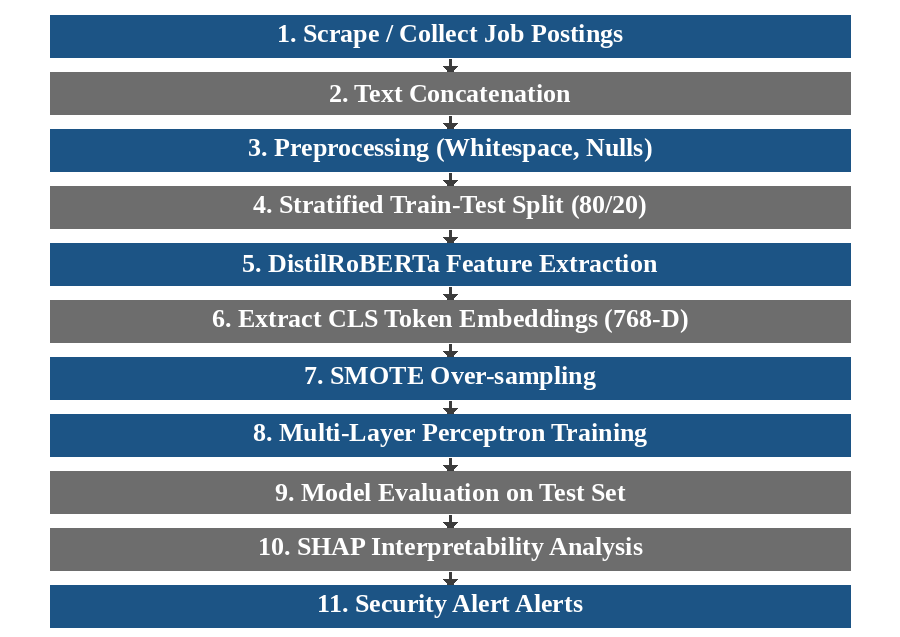 1. Scrape / Collect Job Postings
2. Text Concatenation
3. Preprocessing (Whitespace, Nulls)
4. Stratified Train-Test Split (80/20)
5. DistilRoBERTa Feature Extraction
6. Extract CLS Token Embeddings (768-D)
7. SMOTE Over-sampling
8. Multi-Layer Perceptron Training
9. Model Evaluation on Test Set
10. SHAP Interpretability Analysis
11. Security Alert Alerts